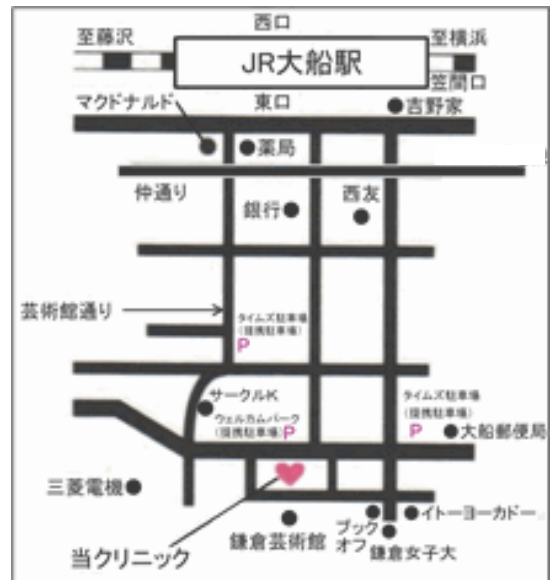 西口
至藤沢
JR大船駅
至横浜
笠間口
マクドナルド
東口
吉野家
薬局
仲通り
銀行
西友
芸術館通り
タイムズ駐車場
(提携駐車場)
P
サークルK
ウェルカムパーク
(提携駐車場)P
タイムズ駐車場
(提携駐車場)
P
大船郵便局
三菱電機
当クリニック
鎌倉芸術館
ブック
オフ
イトーヨーカドー
鎌倉女子大